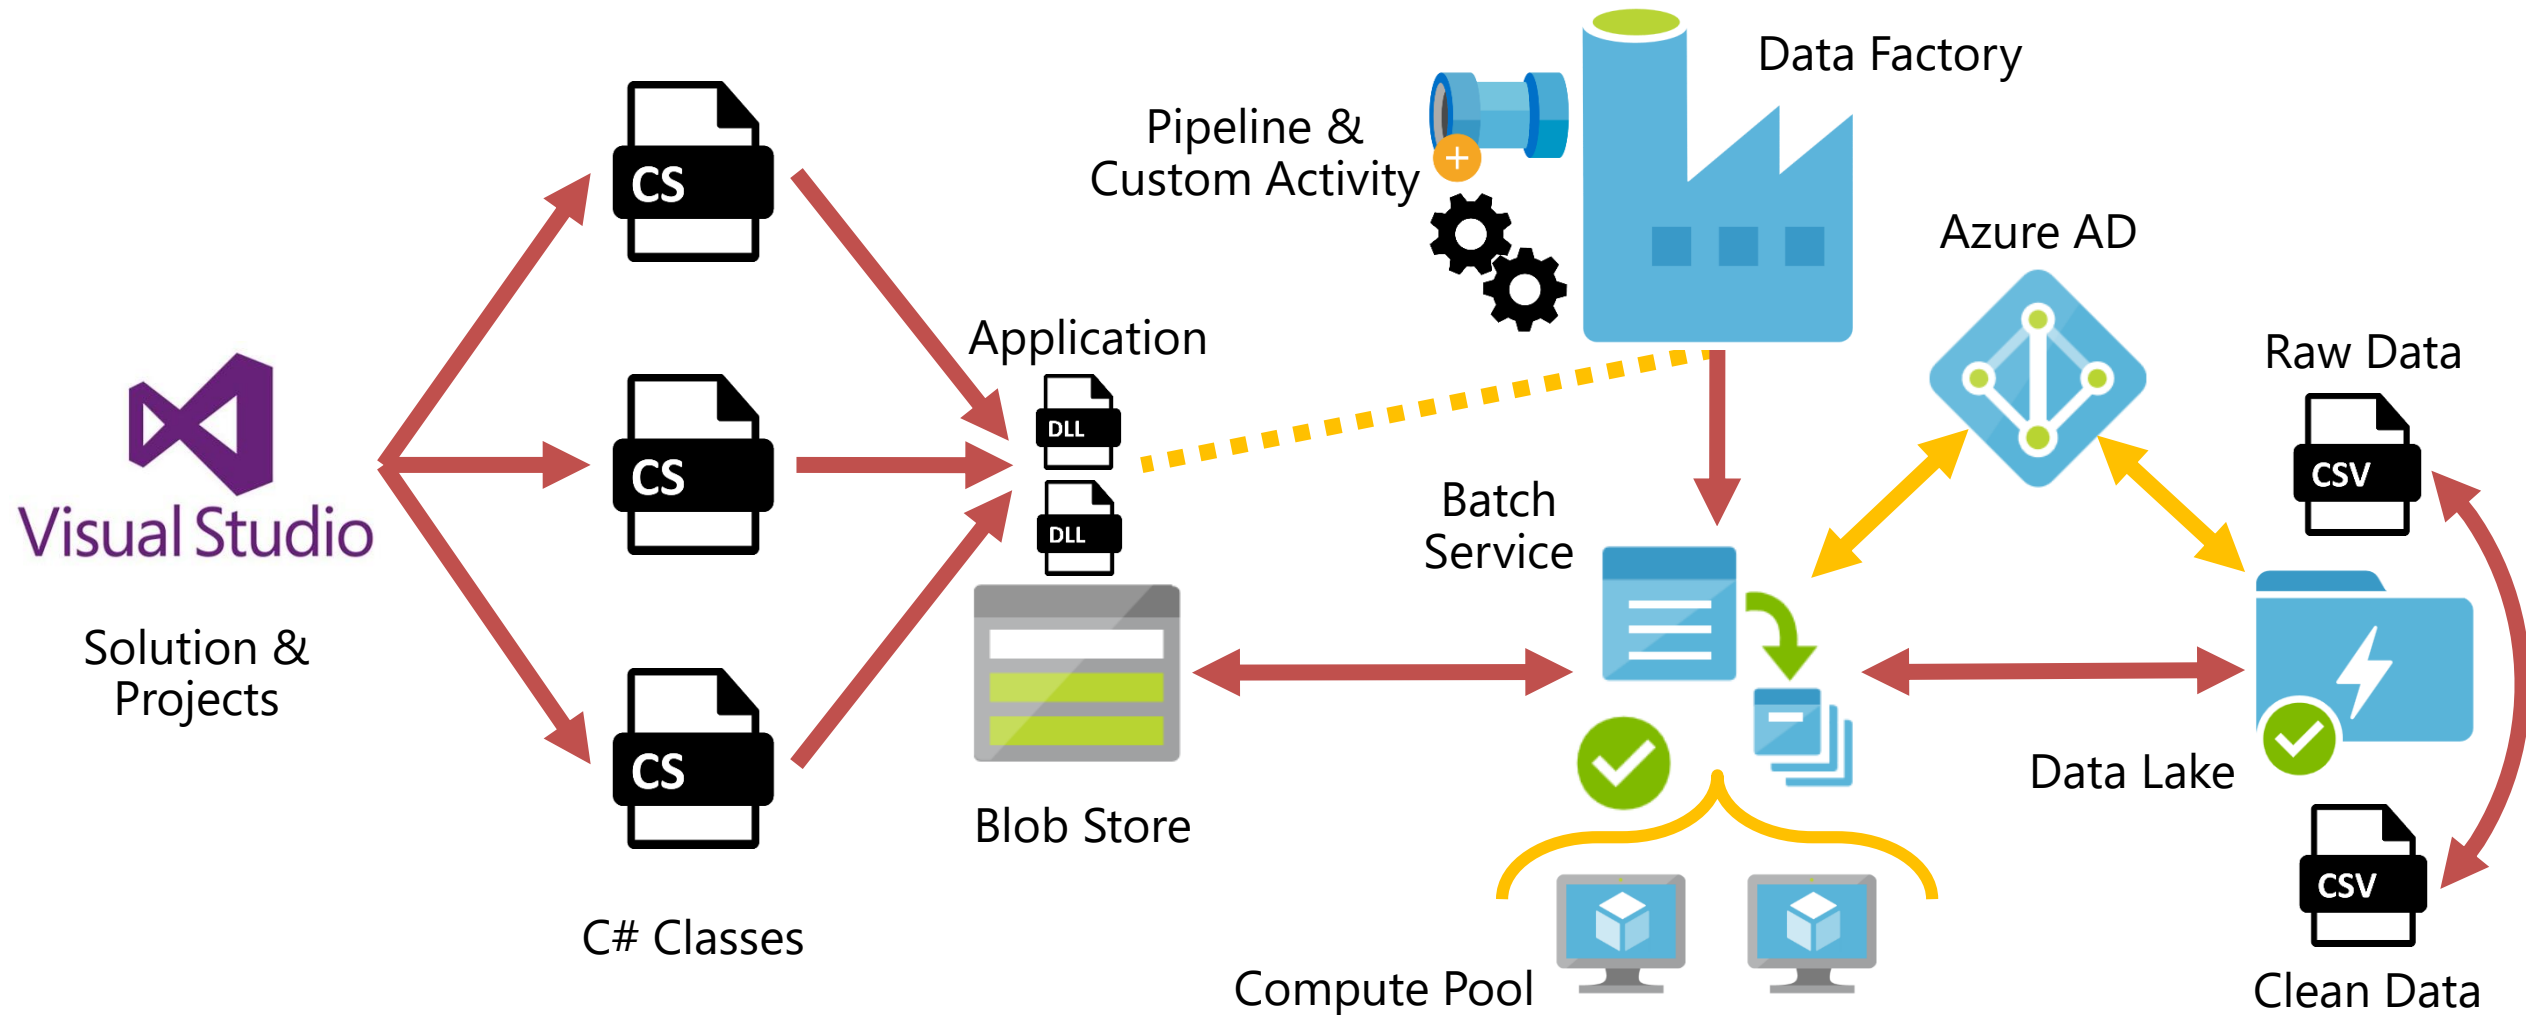 Visual Studio
Solution &
Projects
CS
CS
CS
C# Classes
Application
DLL
DLL
Blob Store
Pipeline &
Custom Activity
Data Factory
Azure AD
Batch
Service
Compute Pool
Raw Data
CSV
Data Lake
CSV
Clean Data